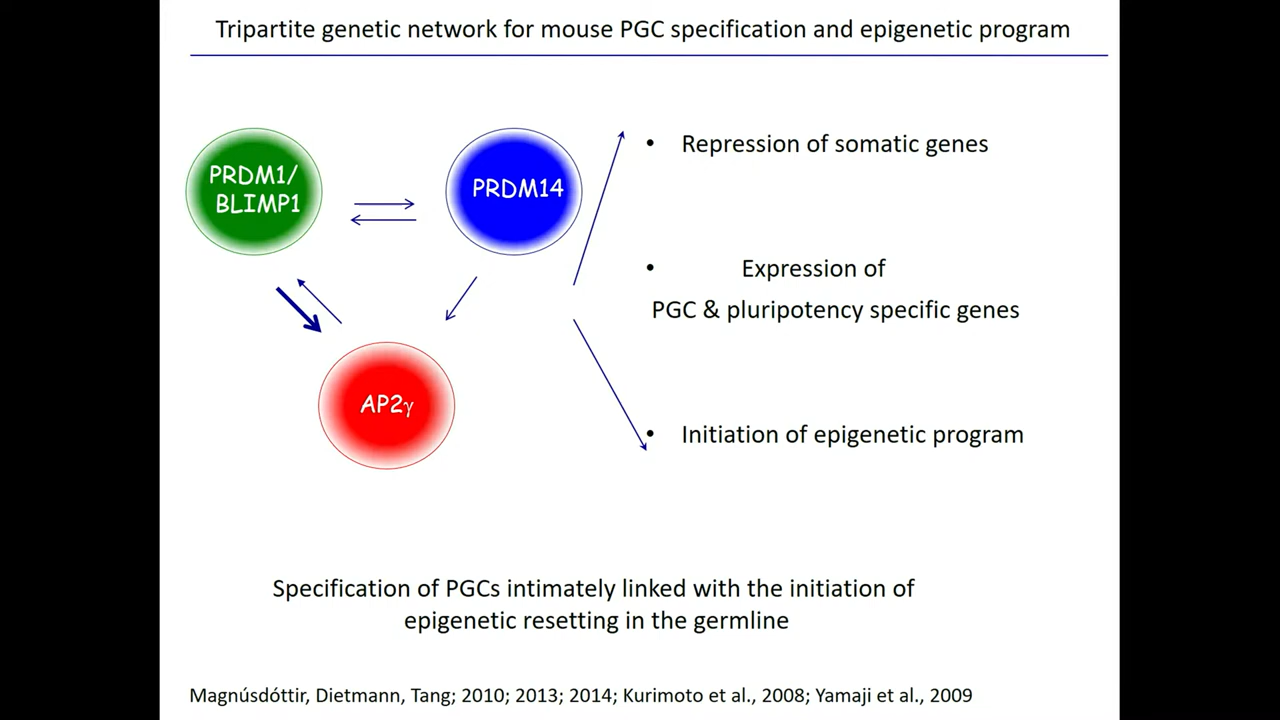 Tripartite genetic network for mouse PGC specification and epigenetic program
PRDM1/
BLIMP1
PRDM14
AP2γ
• Repression of somatic genes
• Expression of
PGC & pluripotency specific genes
• Initiation of epigenetic program
Specification of PGCs intimately linked with the initiation of
epigenetic resetting in the germline
Magnúsdóttir, Dietmann, Tang; 2010; 2013; 2014; Kurimoto et al., 2008; Yamaji et al., 2009